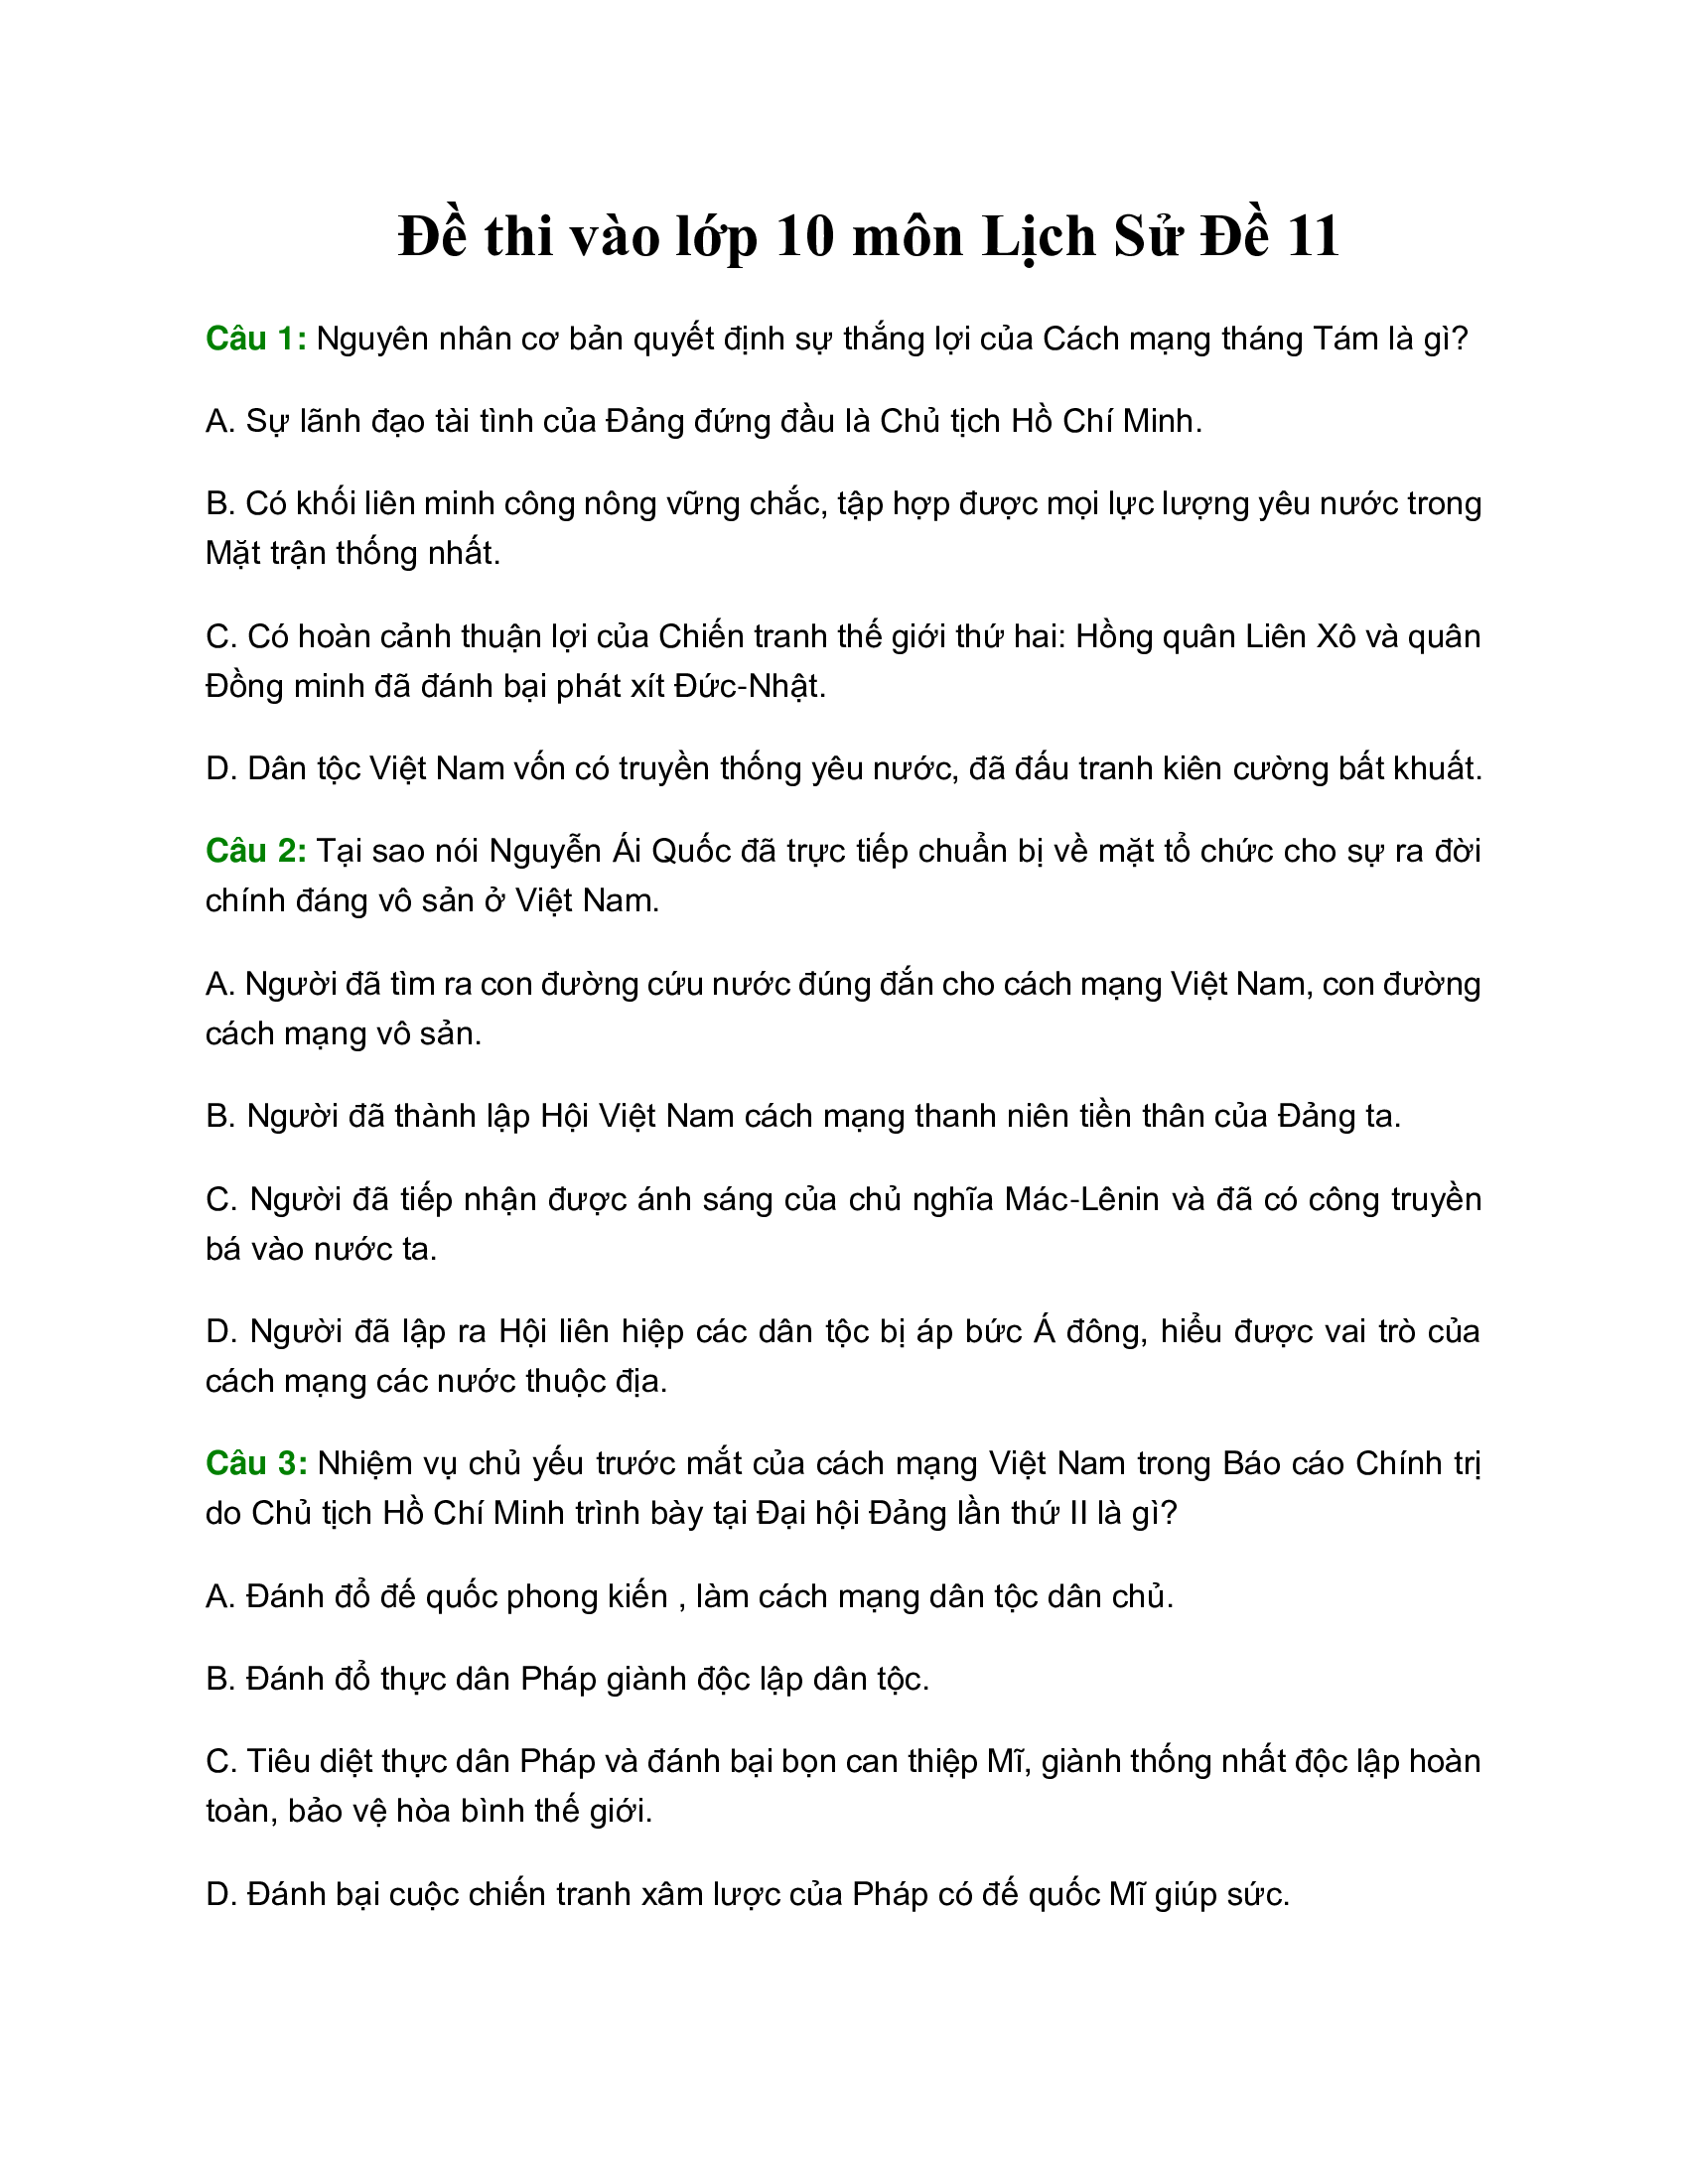 Đề thi vào lớp 10 môn Lịch Sử Đề 11
Câu 1: Nguyên nhân cơ bản quyết định sự thắng lợi của Cách mạng tháng Tám là gì?
A. Sự lãnh đạo tài tình của Đảng đứng đầu là Chủ tịch Hồ Chí Minh.
B. Có khối liên minh công nông vững chắc, tập hợp được mọi lực lượng yêu nước trong
Mặt trận thống nhất.
C. Có hoàn cảnh thuận lợi của Chiến tranh thế giới thứ hai: Hồng quân Liên Xô và quân
Đồng minh đã đánh bại phát xít Đức-Nhật.
D. Dân tộc Việt Nam vốn có truyền thống yêu nước, đã đấu tranh kiên cường bất khuất.
Câu 2: Tại sao nói Nguyễn Ái Quốc đã trực tiếp chuẩn bị về mặt tổ chức cho sự ra đời
chính đáng vô sản ở Việt Nam.
A. Người đã tìm ra con đường cứu nước đúng đắn cho cách mạng Việt Nam, con đường
cách mạng vô sản.
B. Người đã thành lập Hội Việt Nam cách mạng thanh niên tiền thân của Đảng ta.
C. Người đã tiếp nhận được ánh sáng của chủ nghĩa Mác-Lênin và đã có công truyền
bá vào nước ta.
D. Người đã lập ra Hội liên hiệp các dân tộc bị áp bức Á đông, hiểu được vai trò của
cách mạng các nước thuộc địa.
Câu 3: Nhiệm vụ chủ yếu trước mắt của cách mạng Việt Nam trong Báo cáo Chính trị
do Chủ tịch Hồ Chí Minh trình bày tại Đại hội Đảng lần thứ II là gì?
A. Đánh đổ đế quốc phong kiến , làm cách mạng dân tộc dân chủ.
B. Đánh đổ thực dân Pháp giành độc lập dân tộc.
C. Tiêu diệt thực dân Pháp và đánh bại bọn can thiệp Mĩ, giành thống nhất độc lập hoàn
toàn, bảo vệ hòa bình thế giới.
D. Đánh bại cuộc chiến tranh xâm lược của Pháp có đế quốc Mĩ giúp sức.